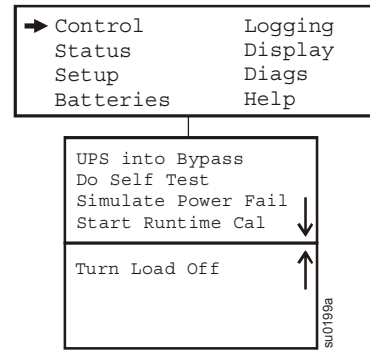 Control Logging
Status Display
Setup Diags
Batteries Help
UPS into Bypass
Do Self Test
Simulate Power Fail
Start Runtime Cal
Turn Load Off
su0199a